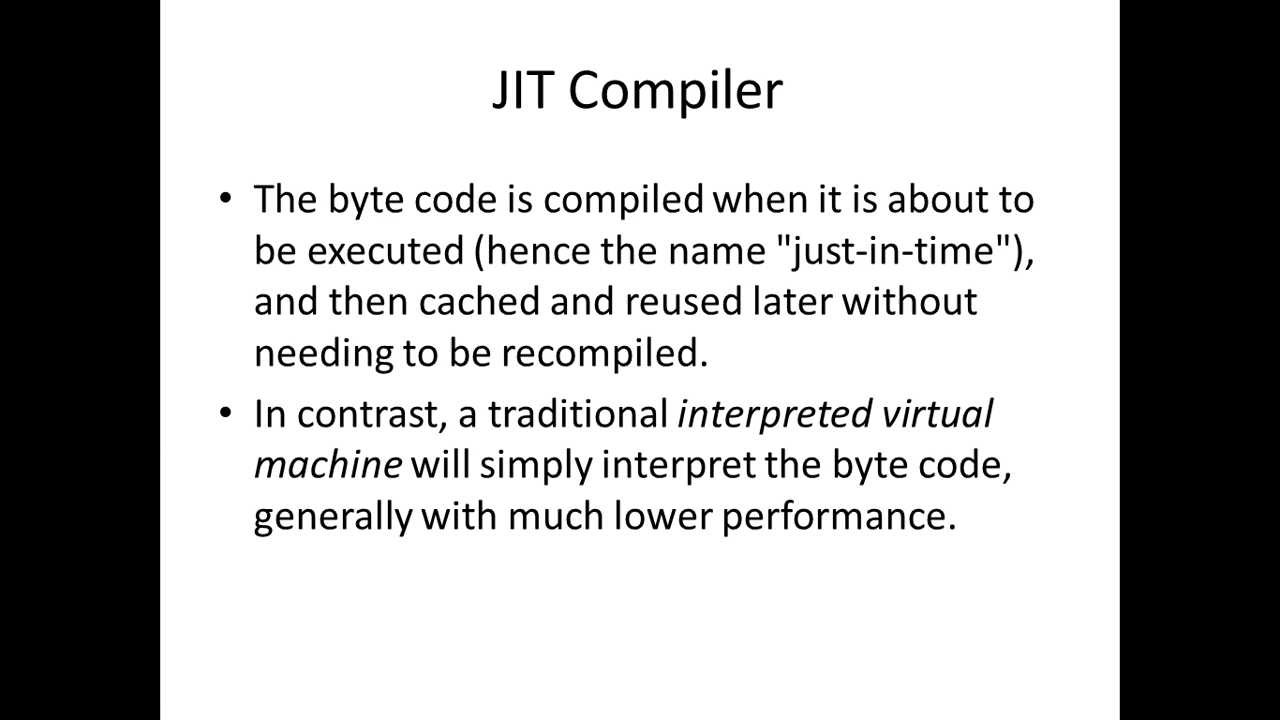 JIT Compiler
• The byte code is compiled when it is about to
be executed (hence the name "just-in-time"),
and then cached and reused later without
needing to be recompiled.
• In contrast, a traditional interpreted virtual
machine will simply interpret the byte code,
generally with much lower performance.